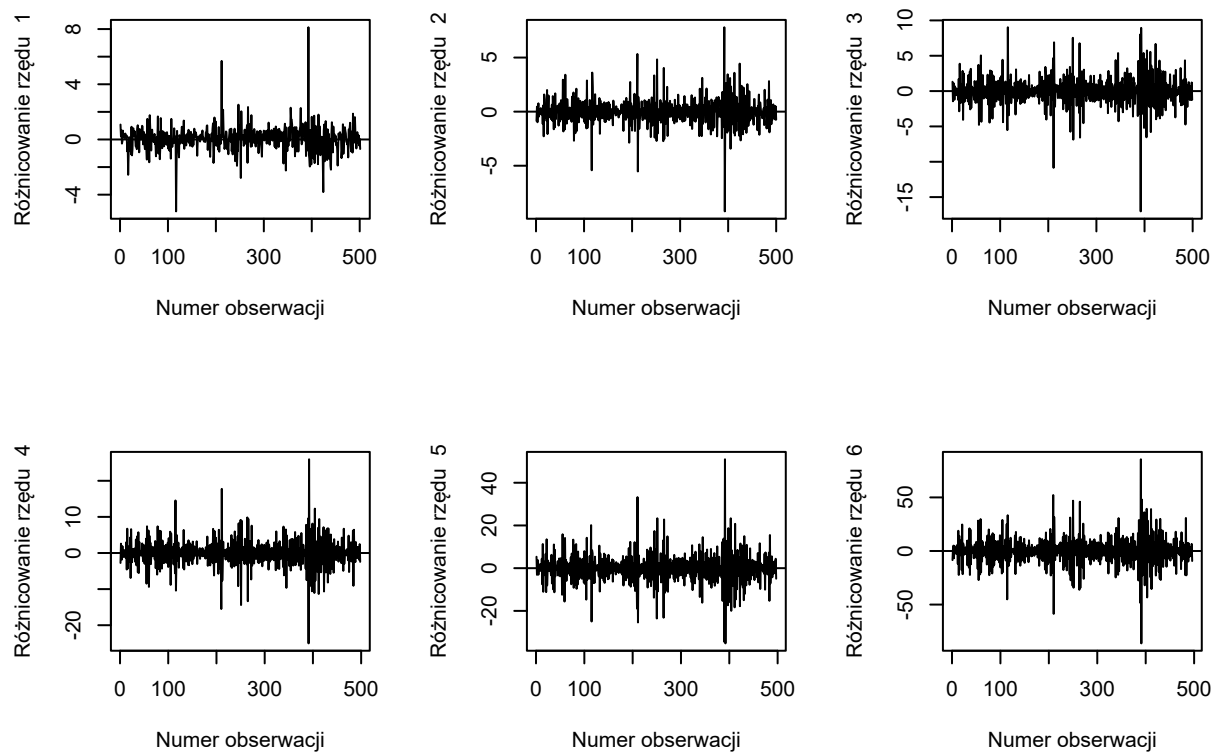 Różnicowanie rzędu 1
8
4
0
-4
0 100 300 500
Numer obserwacji
Różnicowanie rzędu 2
5
0
-5
0 100 300 500
Numer obserwacji
Różnicowanie rzędu 3
10
5
0
-5
-15
0 100 300 500
Numer obserwacji
Różnicowanie rzędu 4
10
0
-20
0 100 300 500
Numer obserwacji
Różnicowanie rzędu 5
40
20
0
-20
0 100 300 500
Numer obserwacji
Różnicowanie rzędu 6
50
0
-50
0 100 300 500
Numer obserwacji